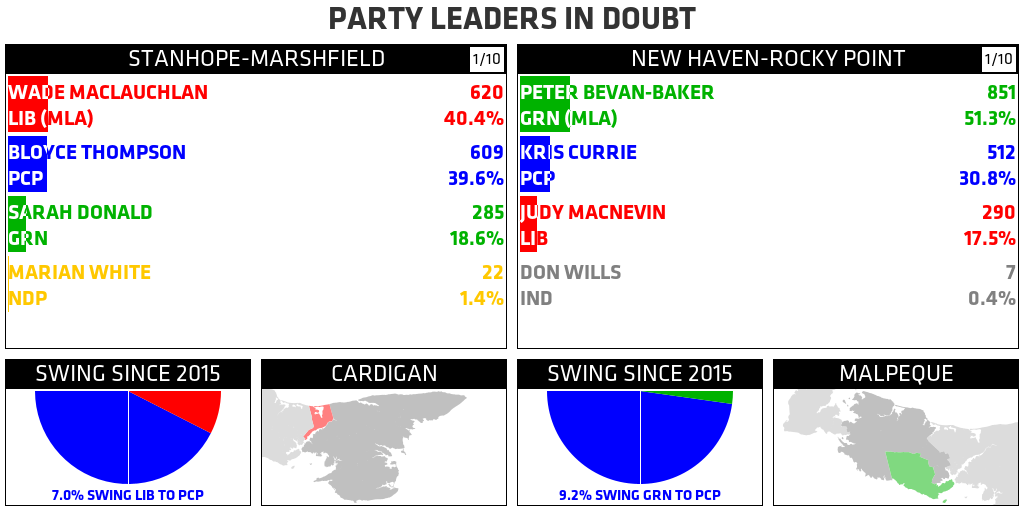 PARTY LEADERS IN DOUBT
STANHOPE-MARSHFIELD 1/10
WADE MACLAUCHLAN 620
LIB (MLA) 40.4%
BLOYCE THOMPSON 609
PCP 39.6%
SARAH DONALD 285
GRN 18.6%
MARIAN WHITE 22
NDP 1.4%
NEW HAVEN-ROCKY POINT 1/10
PETER BEVAN-BAKER 851
GRN (MLA) 51.3%
KRIS CURRIE 512
PCP 30.8%
JUDY MACNEVIN 290
LIB 17.5%
DON WILLS 7
IND 0.4%
SWING SINCE 2015
7.0% SWING LIB TO PCP
CARDIGAN
SWING SINCE 2015
9.2% SWING GRN TO PCP
MALPEQUE